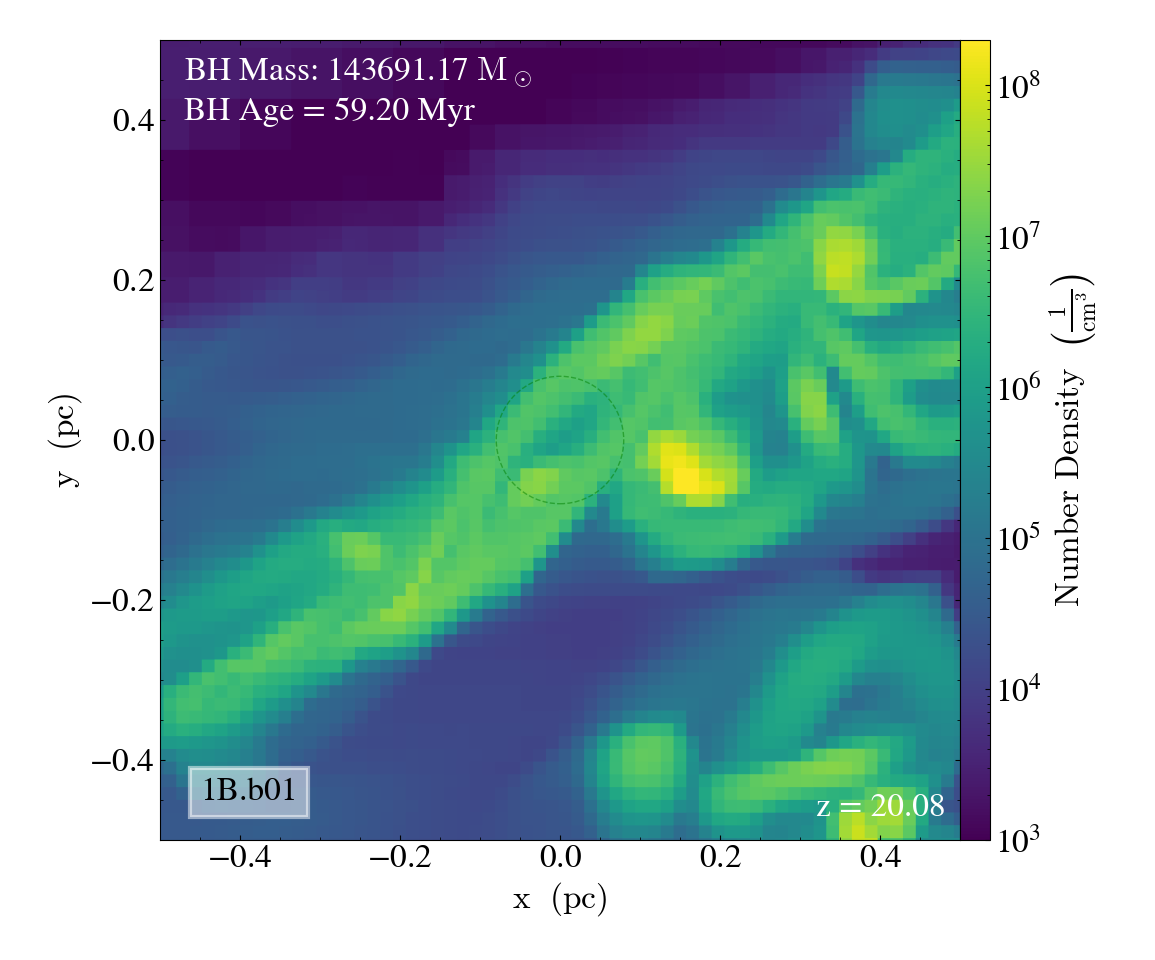 BH Mass: 143691.17 M⊙
BH Age = 59.20 Myr
0.4
0.2
0.0
−0.2
−0.4
y (pc)
1B.b01
z = 20.08
−0.4 −0.2 0.0 0.2 0.4
x (pc)
10⁸
10⁷
10⁶
10⁵
10⁴
10³
Number Density (1/cm³)